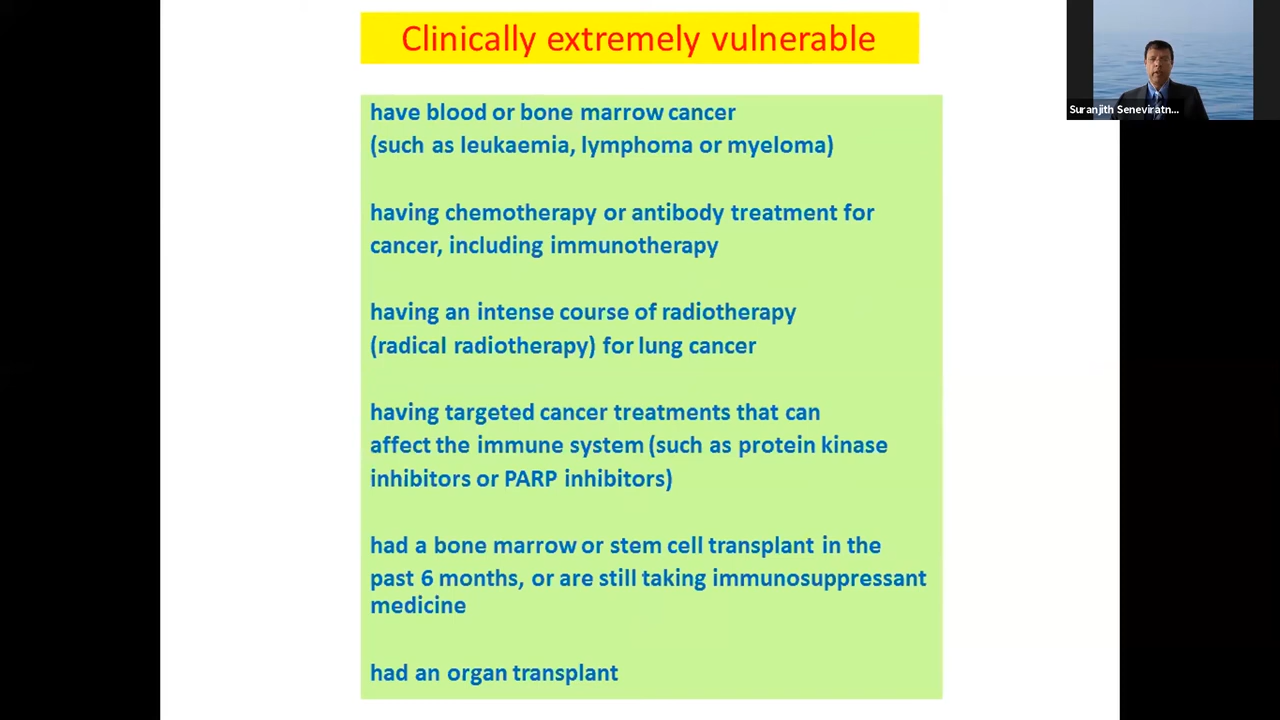 Clinically extremely vulnerable
have blood or bone marrow cancer
(such as leukaemia, lymphoma or myeloma)
having chemotherapy or antibody treatment for
cancer, including immunotherapy
having an intense course of radiotherapy
(radical radiotherapy) for lung cancer
having targeted cancer treatments that can
affect the immune system (such as protein kinase
inhibitors or PARP inhibitors)
had a bone marrow or stem cell transplant in the
past 6 months, or are still taking immunosuppressant
medicine
had an organ transplant
Suranjith Seneviratn...